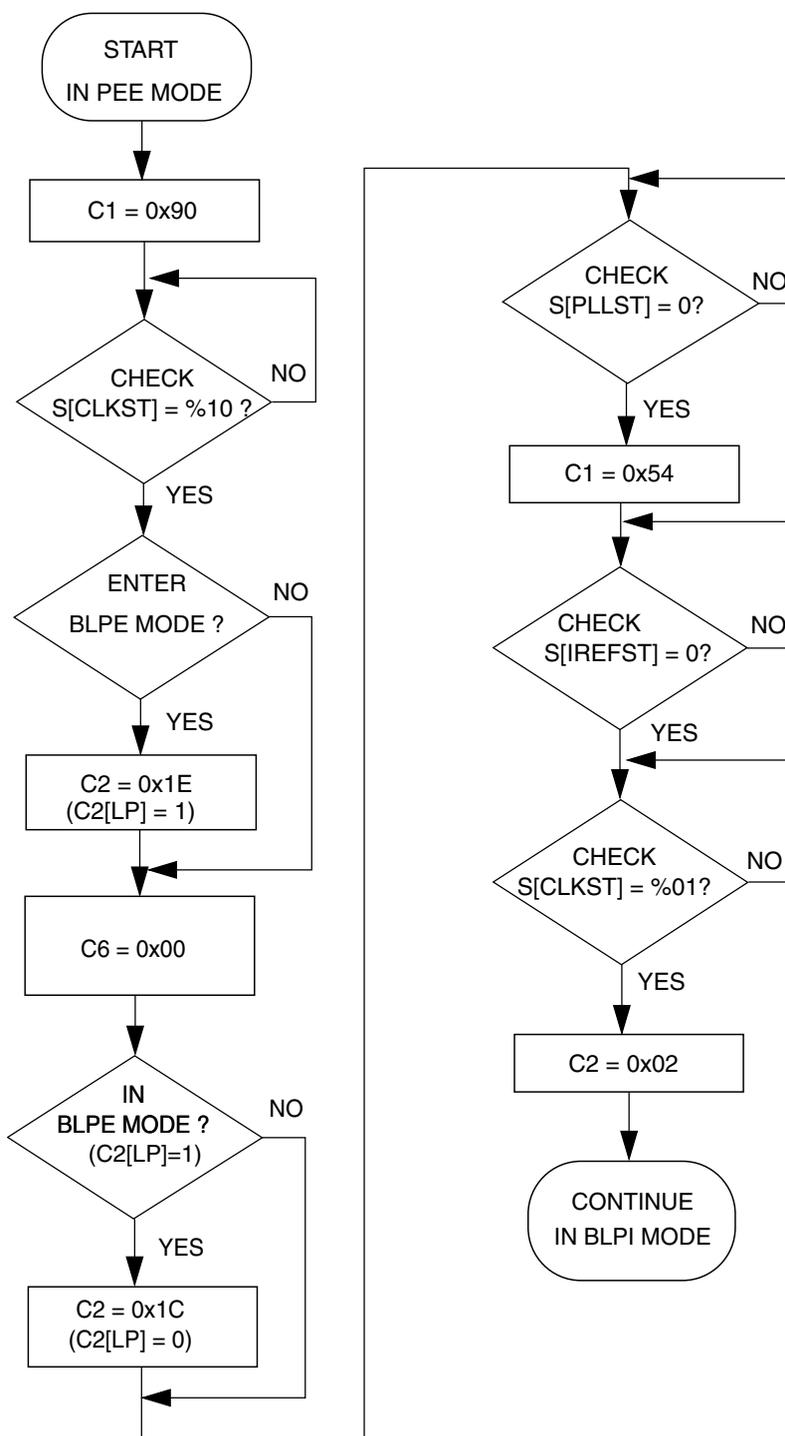 START
IN PEE MODE
C1 = 0x90
CHECK
S[CLKST] = %10 ?
NO
YES
ENTER
BLPE MODE ?
NO
YES
C2 = 0x1E
(C2[LP] = 1)
C6 = 0x00
IN
BLPE MODE ?
(C2[LP]=1)
NO
YES
C2 = 0x1C
(C2[LP] = 0)
CHECK
S[PLLST] = 0?
NO
YES
C1 = 0x54
CHECK
S[IREFST] = 0?
NO
YES
CHECK
S[CLKST] = %01?
NO
YES
C2 = 0x02
CONTINUE
IN BLPI MODE